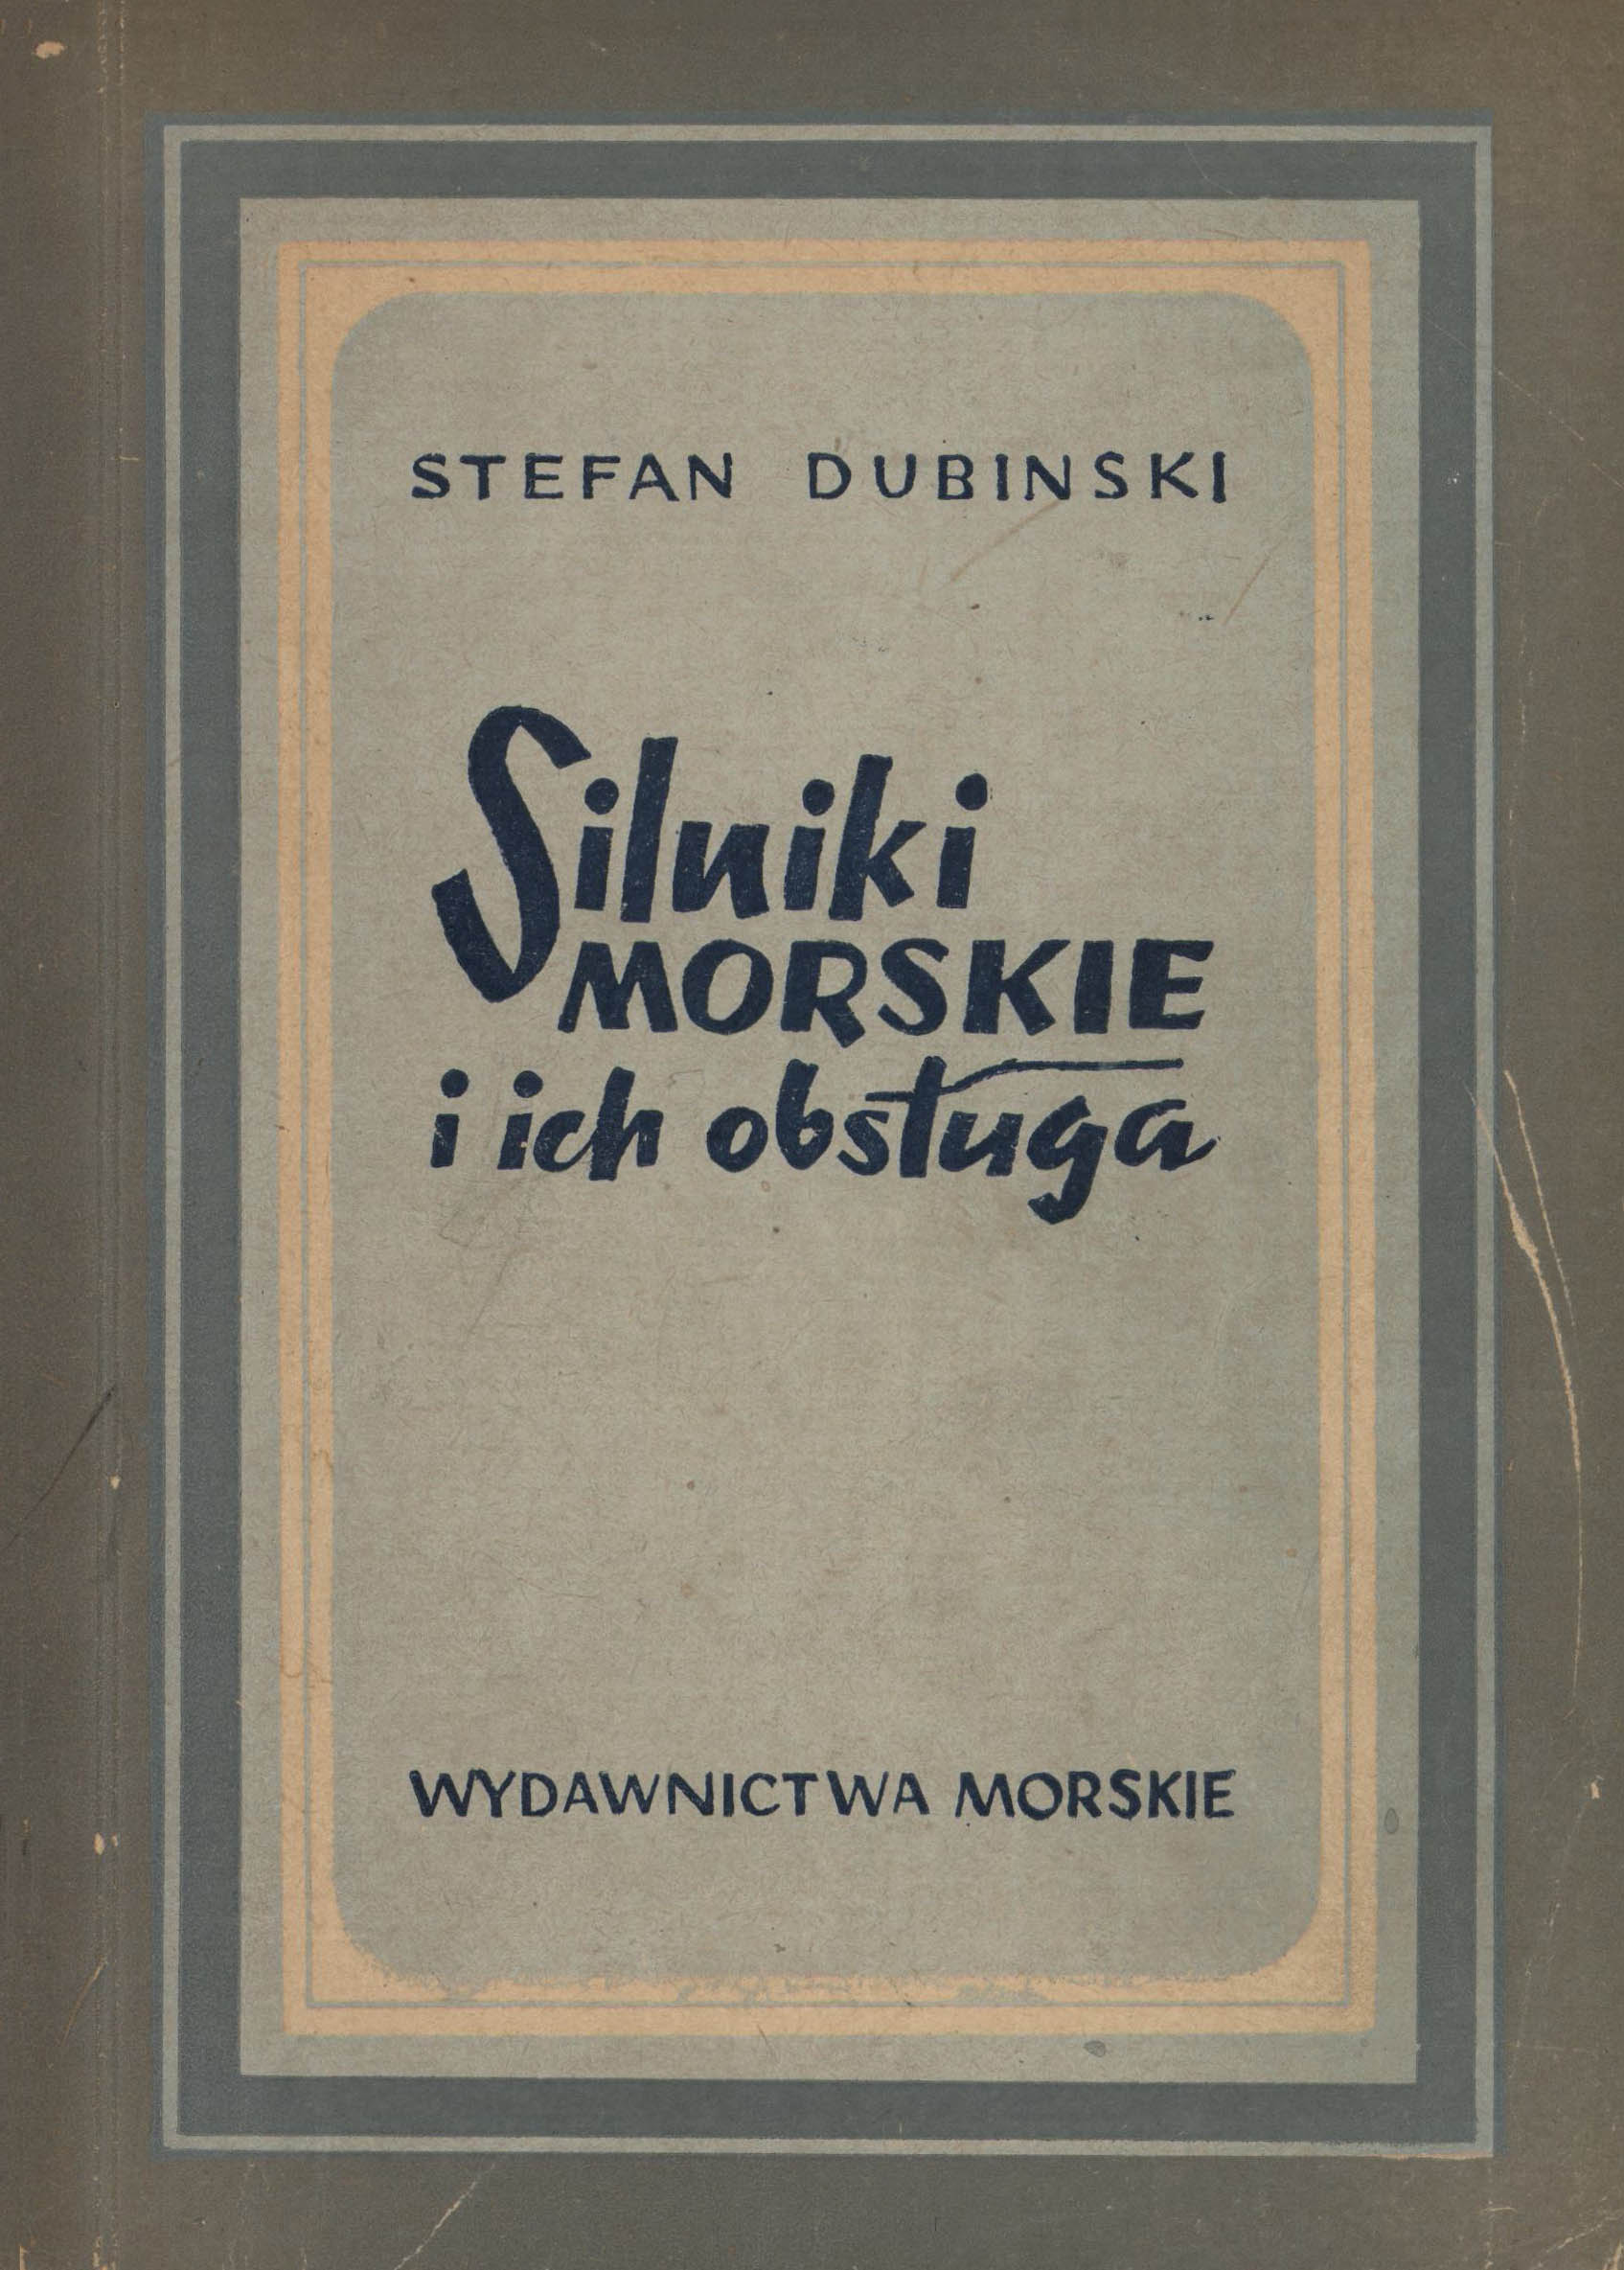 STEFAN DUBINSKI
Silniki
MORSKIE
i ich obsługa
WYDAWNICTWA MORSKIE